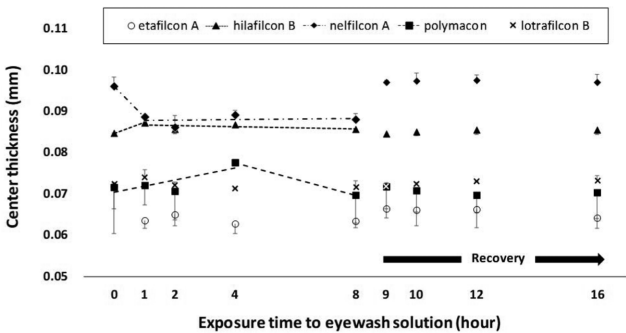 0.11
etafilcon A hilafilcon B nelfilcon A polymacon lotrafilcon B
0.10
0.09
0.08
0.07
0.06
0.05
Center thickness (mm)
Recovery
0 1 2 4 8 9 10 12 16
Exposure time to eyewash solution (hour)